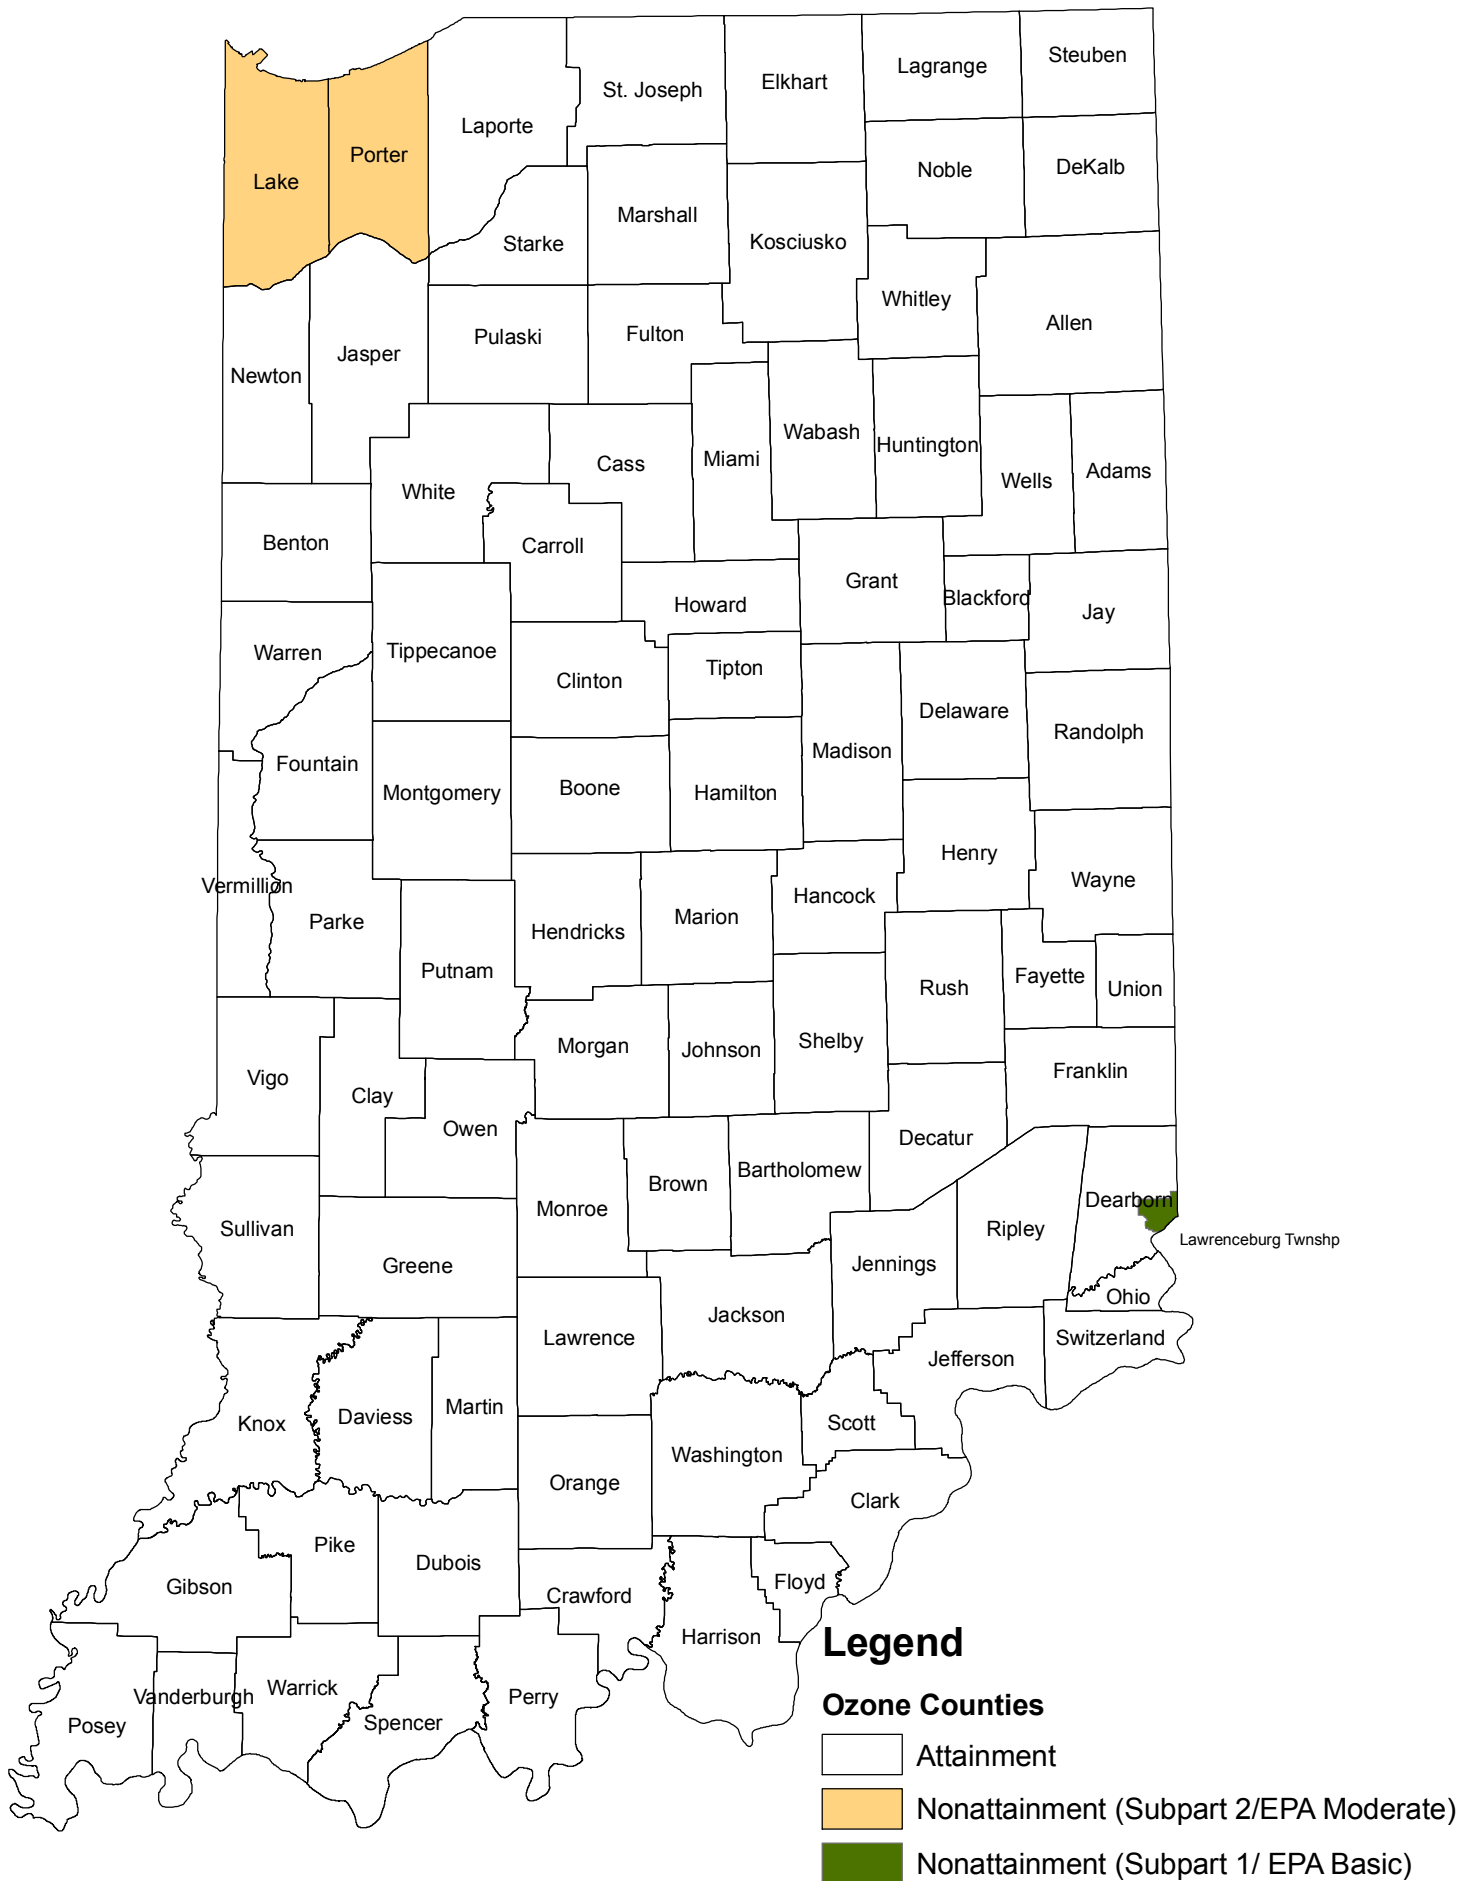 Steuben
Lagrange
Elkhart
St. Joseph
Laporte
Porter
Lake
Noble
DeKalb
Marshall
Starke
Kosciusko
Whitley
Allen
Fulton
Pulaski
Jasper
Newton
Wabash
Huntington
Miami
Cass
Wells
Adams
White
Benton
Carroll
Grant
Blackford
Jay
Howard
Warren
Tippecanoe
Clinton
Tipton
Delaware
Randolph
Madison
Fountain
Montgomery
Boone
Hamilton
Henry
Wayne
Vermillion
Hancock
Marion
Hendricks
Parke
Putnam
Rush
Fayette
Union
Morgan
Johnson
Shelby
Franklin
Vigo
Clay
Owen
Decatur
Bartholomew
Brown
Monroe
Dearborn
Sullivan
Ripley
Lawrenceburg Twnshp
Greene
Jennings
Ohio
Jackson
Lawrence
Switzerland
Jefferson
Martin
Daviess
Knox
Scott
Washington
Orange
Clark
Pike
Dubois
Floyd
Gibson
Crawford
Harrison
Warrick
Vanderburgh
Perry
Spencer
Posey
Legend
Ozone Counties
Attainment
Nonattainment (Subpart 2/EPA Moderate)
Nonattainment (Subpart 1/ EPA Basic)